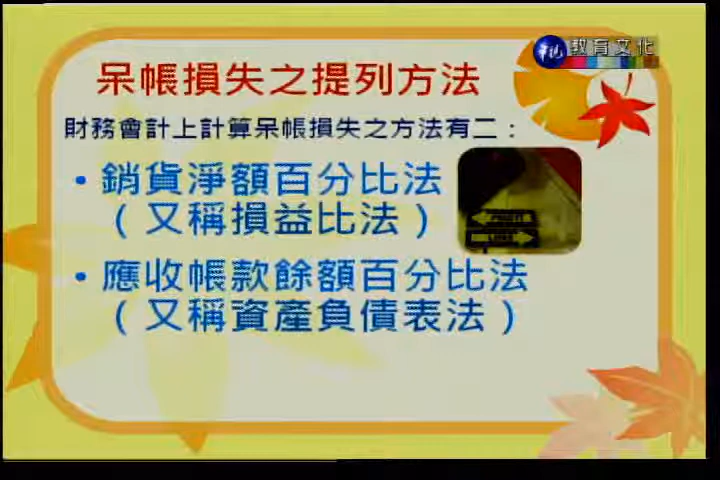 華視 教育文化
呆帳損失之提列方法
財務會計上計算呆帳損失之方法有二：
•銷貨淨額百分比法
（又稱損益比法）
•應收帳款餘額百分比法
（又稱資產負債表法）